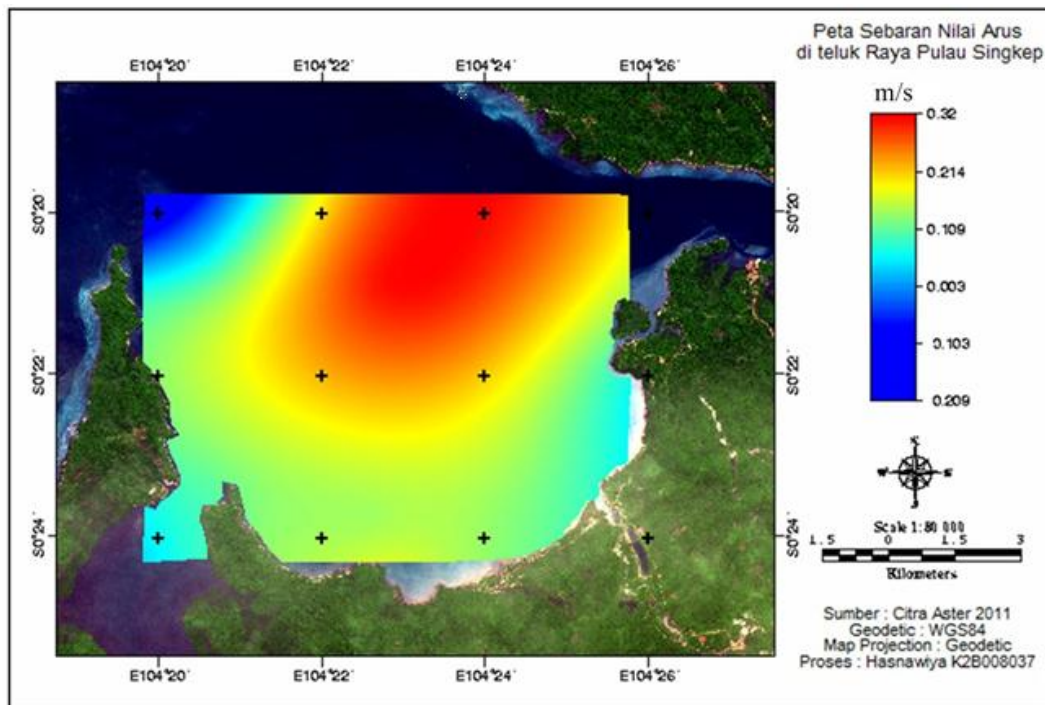 Peta Sebaran Nilai Arus
di teluk Raya Pulau Singkep
E104°20´ E104°22´ E104°24´ E104°26´
m/s
0.32
0.214
0.109
0.003
0.103
0.209
S0°20´ S0°20´
S0°22´ S0°22´
S0°24´ S0°24´
Scale 1:80 000
1.5 0 1.5 3
Kilometers
Sumber : Citra Aster 2011
Geodetic : WGS84
Map Projection : Geodetic
Proses : Hasnawiya K2B008037
E104°20´ E104°22´ E104°24´ E104°26´